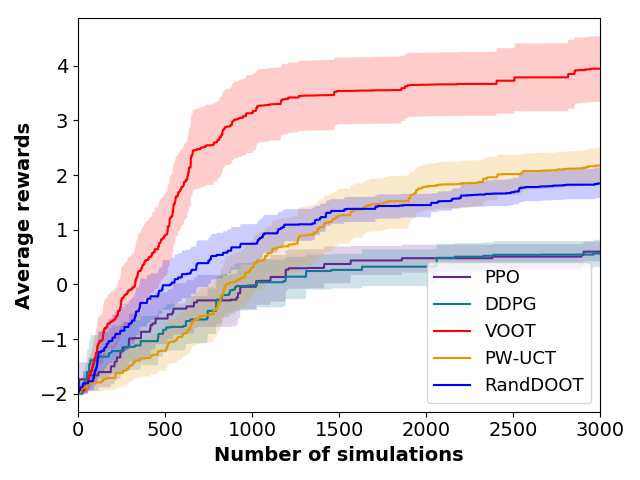 Average rewards
4
3
2
1
0
−1
−2
0
500
1000
1500
2000
2500
3000
Number of simulations
PPO
DDPG
VOOT
PW-UCT
RandDOOT